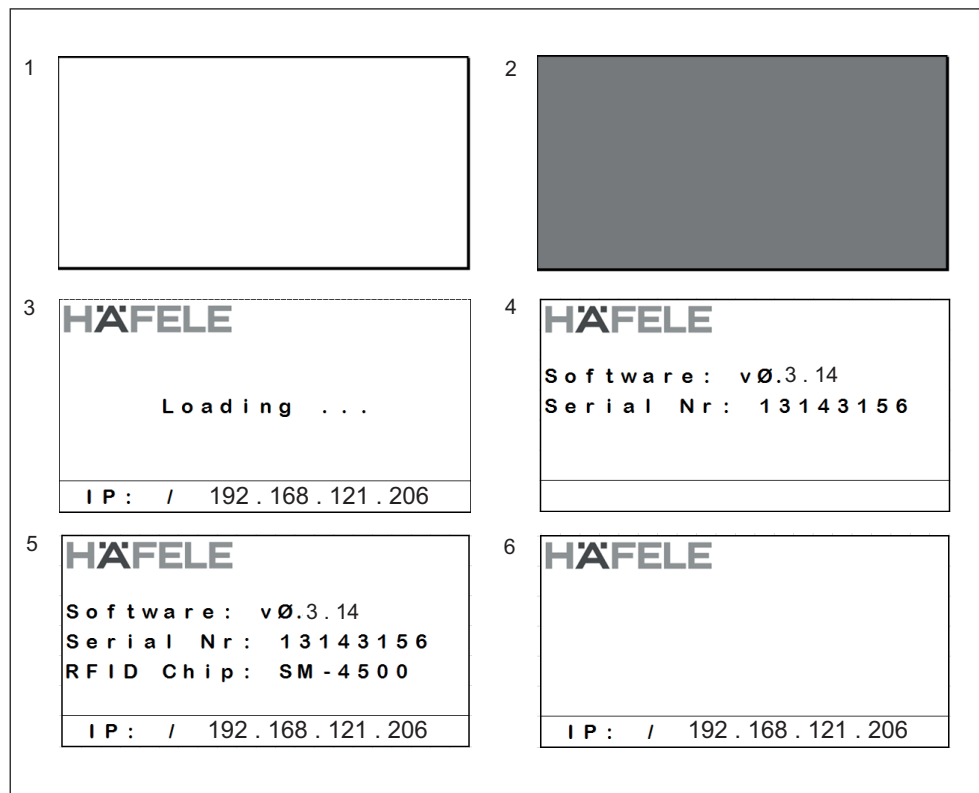 1
2
3
HÄFELE
Loading ...
IP: / 192.168.121.206
4
HÄFELE
Software: vØ.3.14
Serial Nr: 13143156
5
HÄFELE
Software: vØ.3.14
Serial Nr: 13143156
RFID Chip: SM-4500
IP: / 192.168.121.206
6
HÄFELE
IP: / 192.168.121.206